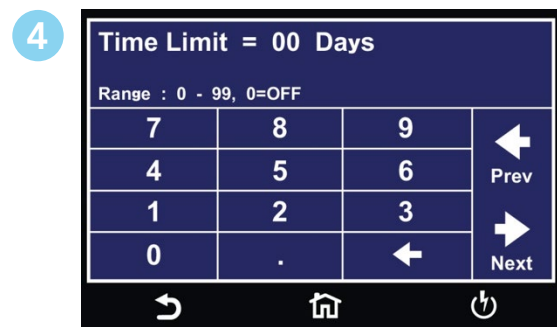 4
Time Limit = 00 Days
Range : 0 - 99, 0=OFF
7 8 9
4 5 6
Prev
1 2 3
0 .
Next